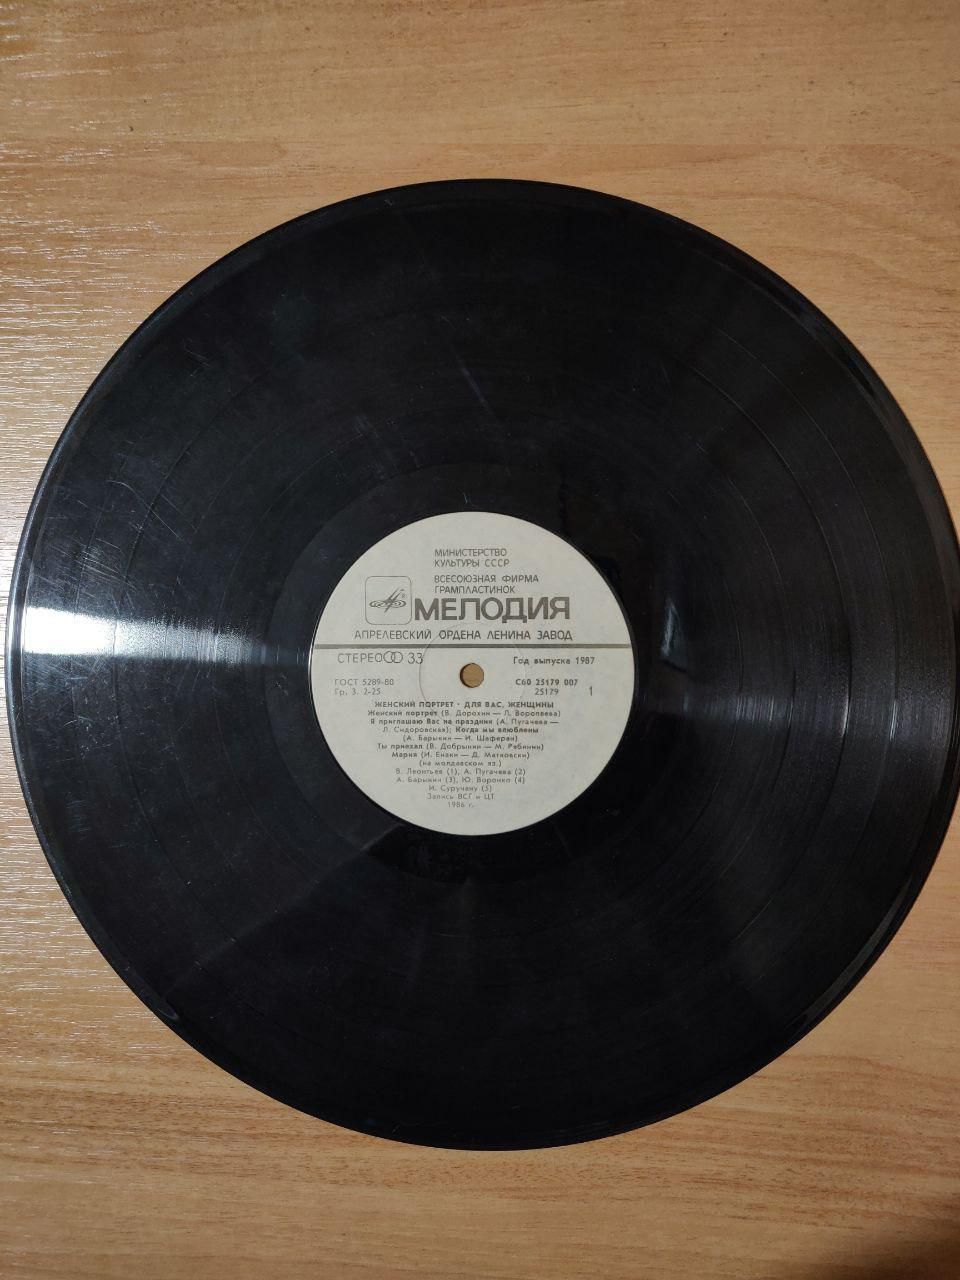 МИНИСТЕРСТВО
КУЛЬТУРЫ СССР
ВСЕСОЮЗНАЯ ФИРМА
ГРАМПЛАСТИНОК
МЕЛОДИЯ
АПРЕЛЕВСКИЙ ОРДЕНА ЛЕНИНА ЗАВОД
СТЕРЕО 33
Год выпуска 1987
ГОСТ 5289-80
Гр. 3. 2-25
С60 25179 007
25179 1
ЖЕНСКИЙ ПОРТРЕТ · ДЛЯ ВАС, ЖЕНЩИНЫ
Женский портрет (В. Дорохин — Л. Воропаева)
Я приглашаю Вас на праздник (А. Пугачева —
Л. Сидоровская); Когда мы влюблены
(А. Барыкин — И. Шаферан)
Ты приехал (В. Добрынин — М. Рябинин)
Мария (И. Енаки — Д. Матковски)
(на молдавском яз.)
В. Леонтьев (1), А. Пугачева (2)
А. Барыкин (3), Ю. Воронко (4)
И. Суручану (5)
Запись ВСГ и ЦТ
1986 г.